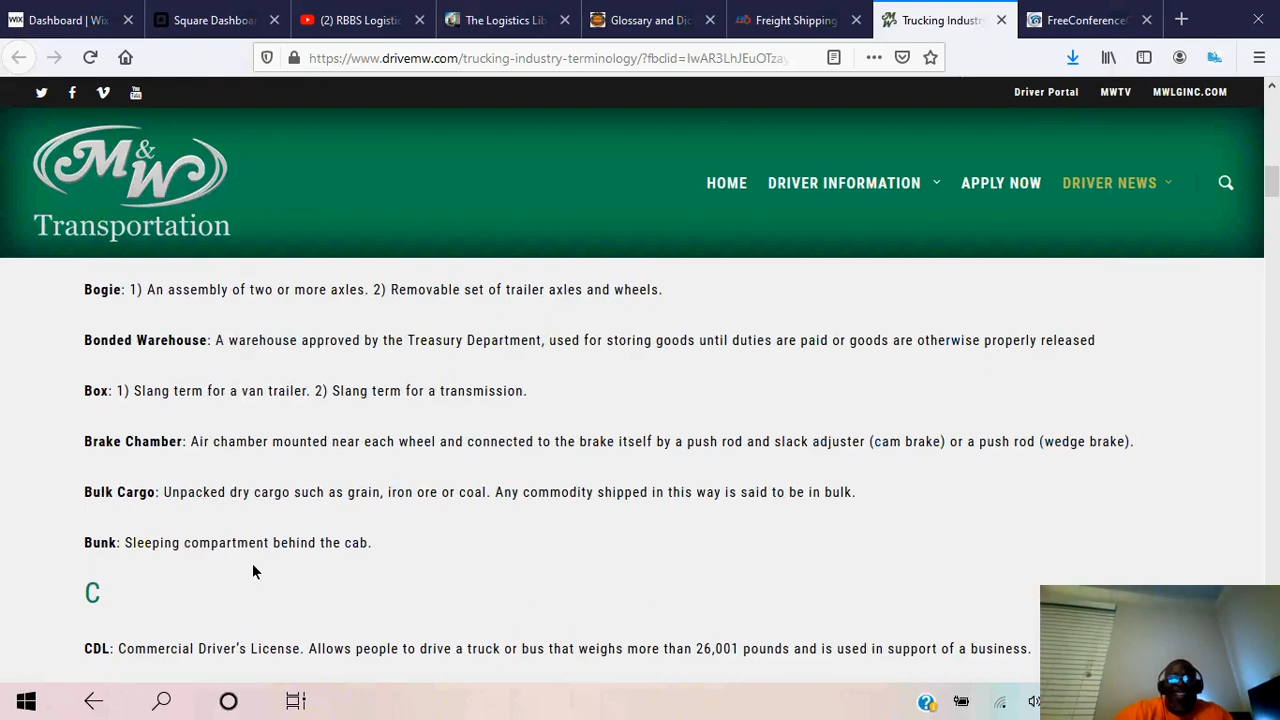 Dashboard | Wix
Square Dashboa
(2) RBBS Logistic
The Logistics Lib
Glossary and Dic
Freight Shipping
Trucking Industr
FreeConference
https://www.drivemw.com/trucking-industry-terminology/?fbclid=IwAR3LhJEuOTzay
Driver Portal MWTV MWLGINC.COM
M&W
Transportation
HOME DRIVER INFORMATION APPLY NOW DRIVER NEWS
Bogie: 1) An assembly of two or more axles. 2) Removable set of trailer axles and wheels.
Bonded Warehouse: A warehouse approved by the Treasury Department, used for storing goods until duties are paid or goods are otherwise properly released
Box: 1) Slang term for a van trailer. 2) Slang term for a transmission.
Brake Chamber: Air chamber mounted near each wheel and connected to the brake itself by a push rod and slack adjuster (cam brake) or a push rod (wedge brake).
Bulk Cargo: Unpacked dry cargo such as grain, iron ore or coal. Any commodity shipped in this way is said to be in bulk.
Bunk: Sleeping compartment behind the cab.
C
CDL: Commercial Driver's License. Allows people to drive a truck or bus that weighs more than 26,001 pounds and is used in support of a business.